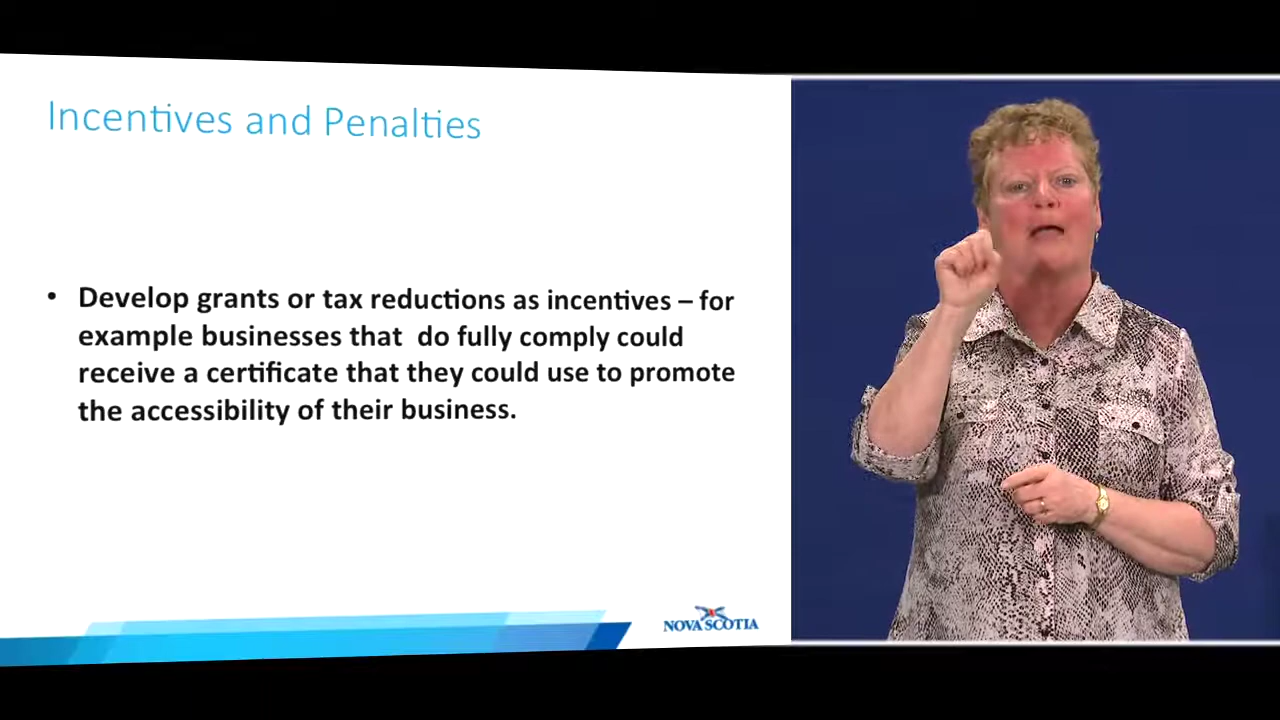 Incentives and Penalties
• Develop grants or tax reductions as incentives – for
example businesses that  do fully comply could
receive a certificate that they could use to promote
the accessibility of their business.
NOVA SCOTIA